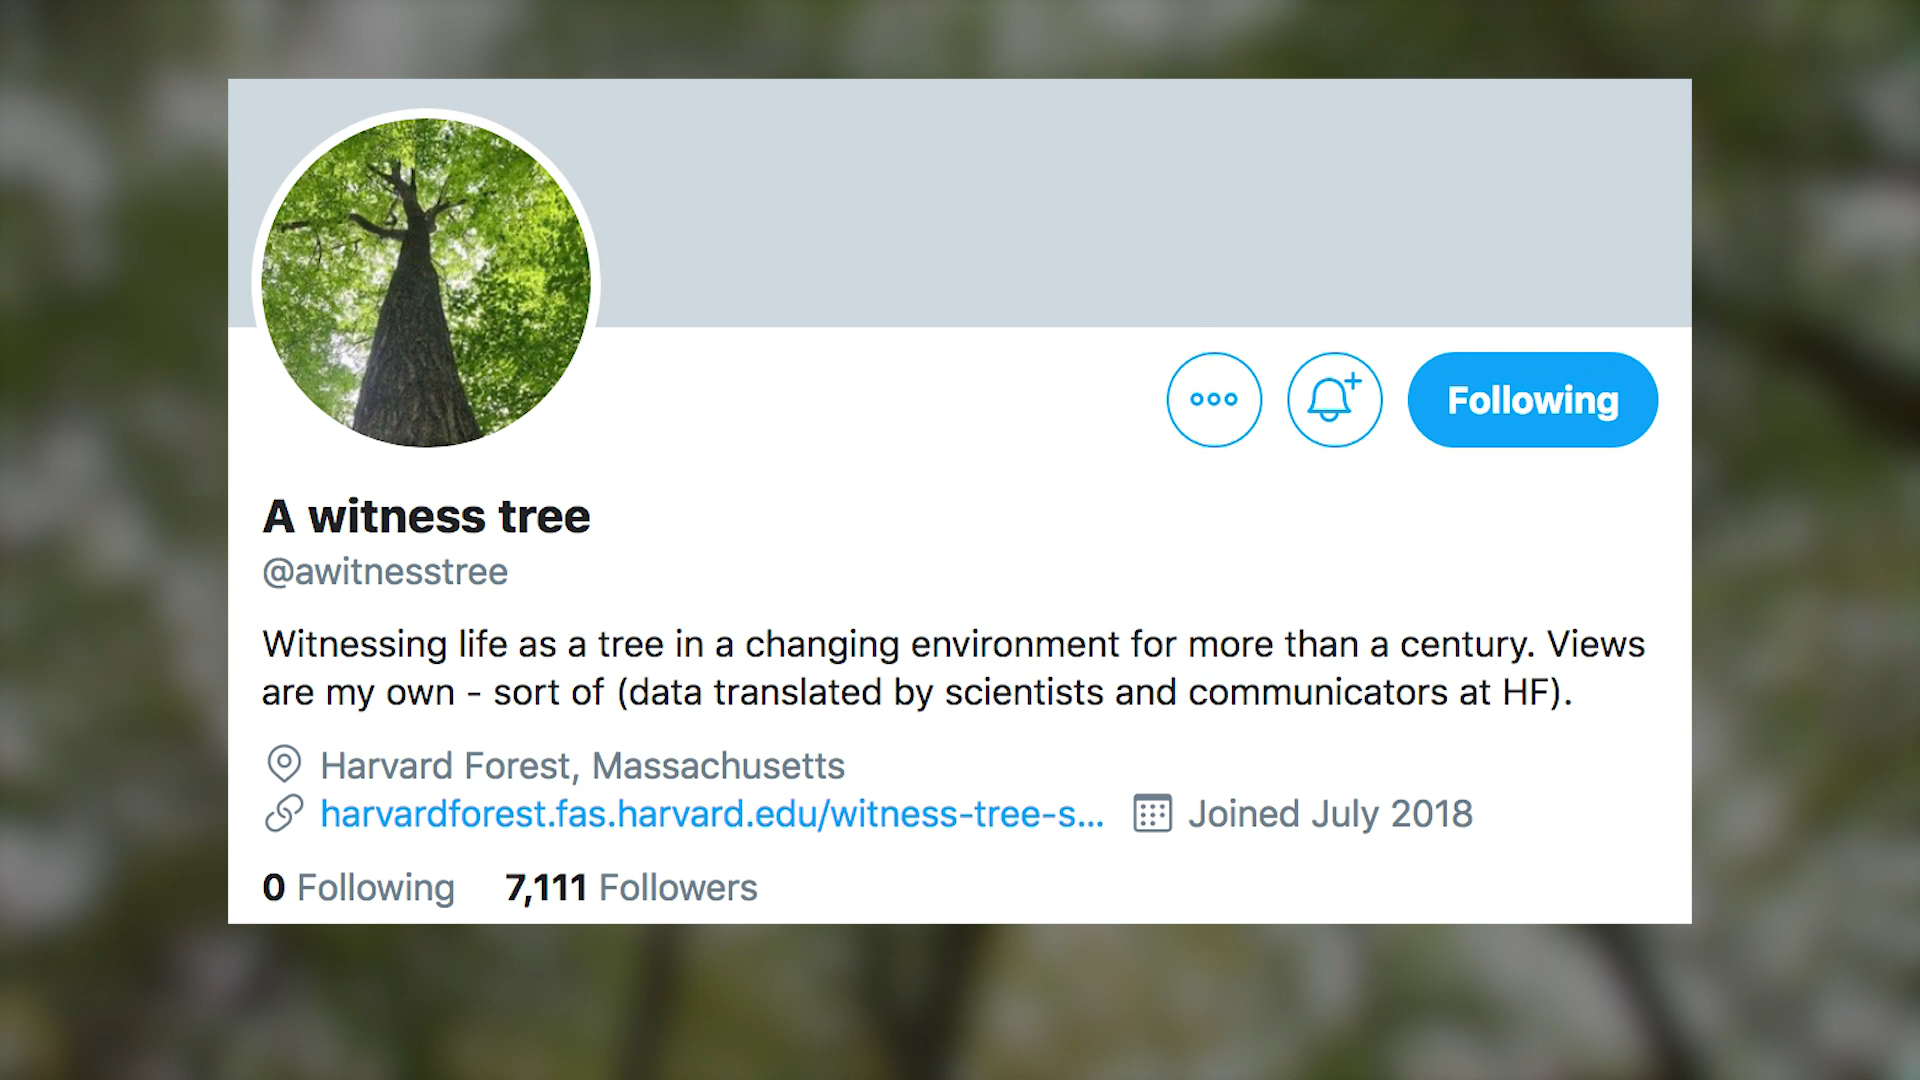 Following
A witness tree
@awitnesstree
Witnessing life as a tree in a changing environment for more than a century. Views
are my own - sort of (data translated by scientists and communicators at HF).
Harvard Forest, Massachusetts
harvardforest.fas.harvard.edu/witness-tree-s... Joined July 2018
0 Following 7,111 Followers